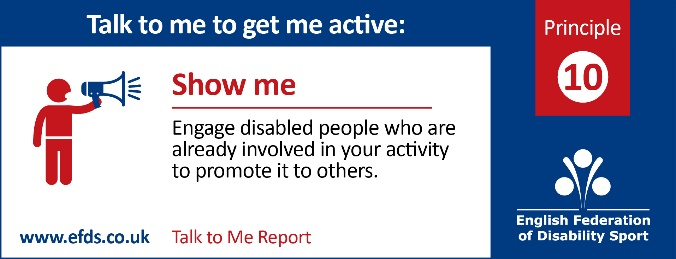 Talk to me to get me active:
Principle
10
Show me
Engage disabled people who are
already involved in your activity
to promote it to others.
www.efds.co.uk
Talk to Me Report
English Federation
of Disability Sport